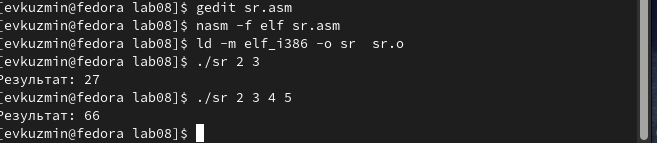 [evkuzmin@fedora lab08]$ gedit sr.asm
[evkuzmin@fedora lab08]$ nasm -f elf sr.asm
[evkuzmin@fedora lab08]$ ld -m elf_i386 -o sr  sr.o
[evkuzmin@fedora lab08]$ ./sr 2 3
Результат: 27
[evkuzmin@fedora lab08]$ ./sr 2 3 4 5
Результат: 66
[evkuzmin@fedora lab08]$